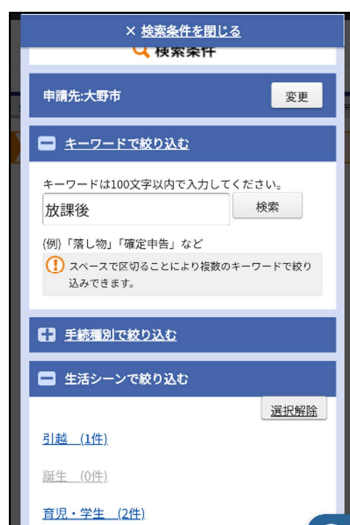 × 検索条件を閉じる
検索条件
申請先:大野市
変更
キーワードで絞り込む
キーワードは100文字以内で入力してください。
放課後
検索
(例)「落し物」「確定申告」など
スペースで区切ることにより複数のキーワードで絞り
込みできます。
手続種別で絞り込む
生活シーンで絞り込む
選択解除
引越 (1件)
誕生 (0件)
育児・学生 (2件)